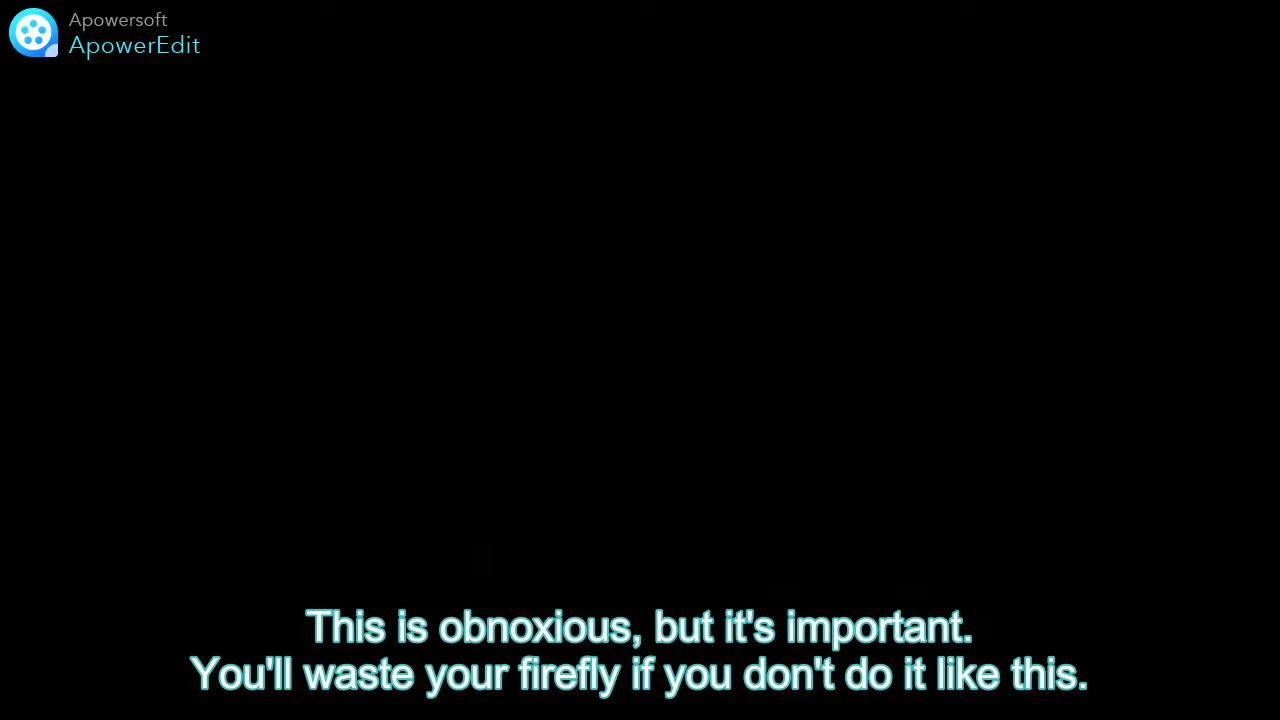 Apowersoft
ApowerEdit
This is obnoxious, but it's important.
You'll waste your firefly if you don't do it like this.